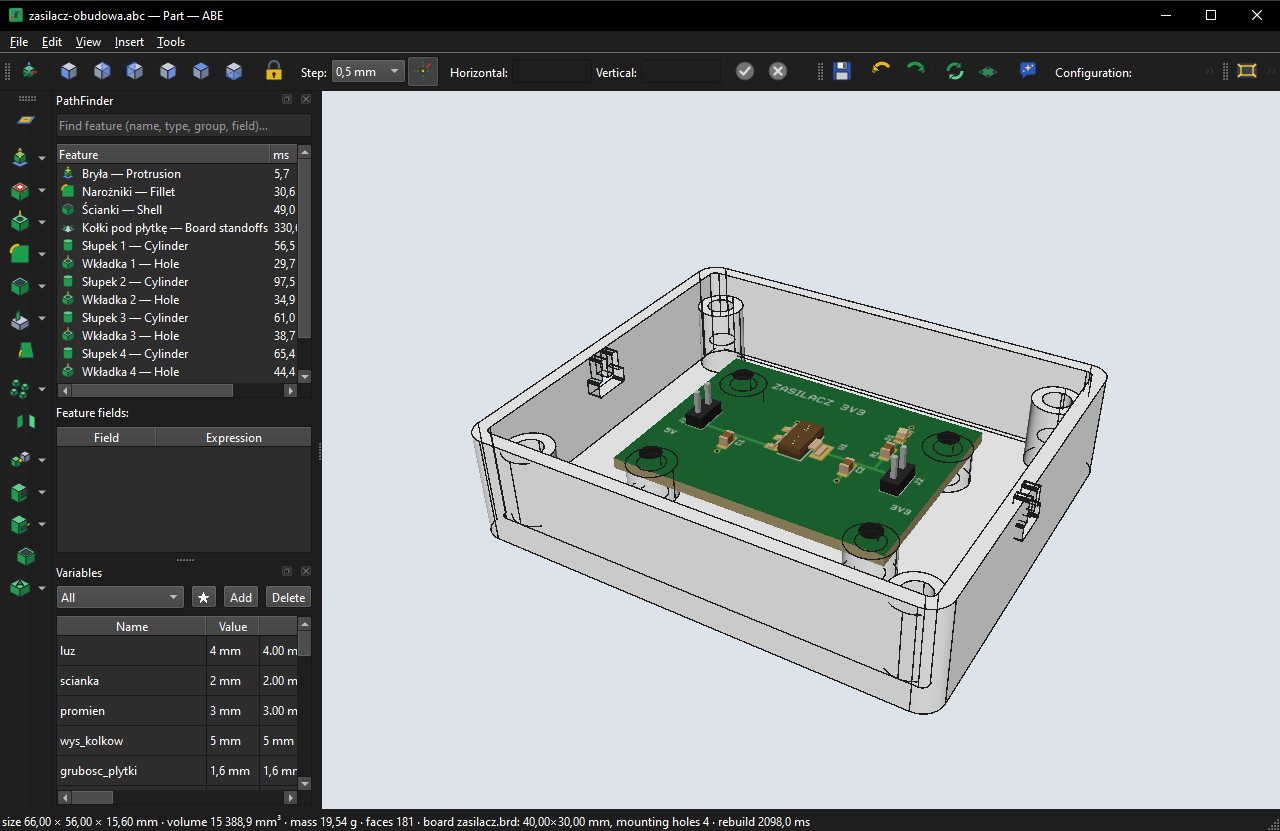 zasilacz-obudowa.abc — Part — ABE
File Edit View Insert Tools
Step: 0,5 mm Horizontal: Vertical: Configuration:
PathFinder
Find feature (name, type, group, field)...
Feature ms
Bryła — Protrusion 5,7
Narożniki — Fillet 30,6
Ścianki — Shell 49,0
Kołki pod płytkę — Board standoffs 330,
Słupek 1 — Cylinder 56,5
Wkładka 1 — Hole 29,7
Słupek 2 — Cylinder 97,5
Wkładka 2 — Hole 34,9
Słupek 3 — Cylinder 61,0
Wkładka 3 — Hole 38,7
Słupek 4 — Cylinder 65,4
Wkładka 4 — Hole 44,4
Feature fields:
Field Expression
Variables
All ★ Add Delete
Name Value
luz 4 mm 4.00 m
scianka 2 mm 2.00 m
promien 3 mm 3.00 m
wys_kolkow 5 mm 5 mm
grubosc_plytki 1,6 mm 1,6 mm
ZASILACZ 3V3
5V
C2
3V3
size 66,00 × 56,00 × 15,60 mm · volume 15 388,9 mm³ · mass 19,54 g · faces 181 · board zasilacz.brd: 40,00×30,00 mm, mounting holes 4 · rebuild 2098,0 ms